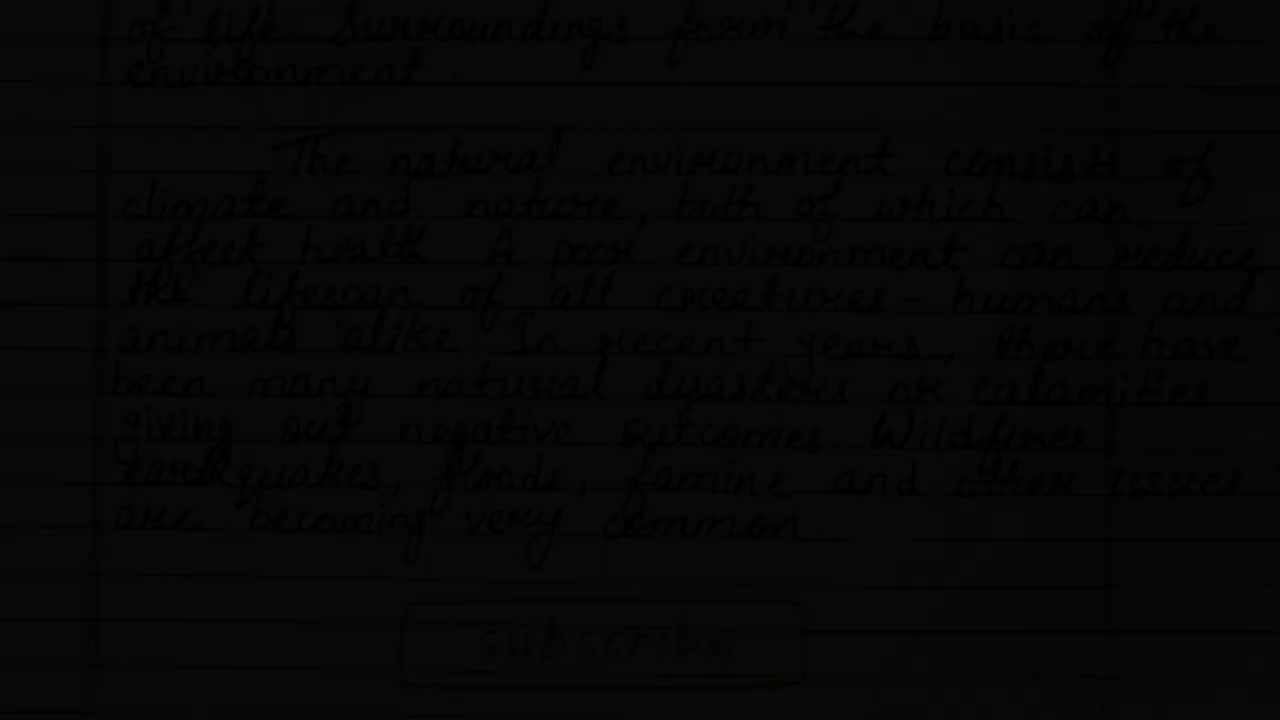 of life. Surroundings form the basic of the
environment.
The natural environment consists of
climate and nature, both of which can
affect health. A poor environment can reduce
the lifespan of all creatures - humans and
animals alike. In recent years, there have
been many natural disasters or calamities
giving out negative outcomes. Wildfires,
earthquakes, floods, famine and other issues
are becoming very common.
subscribe